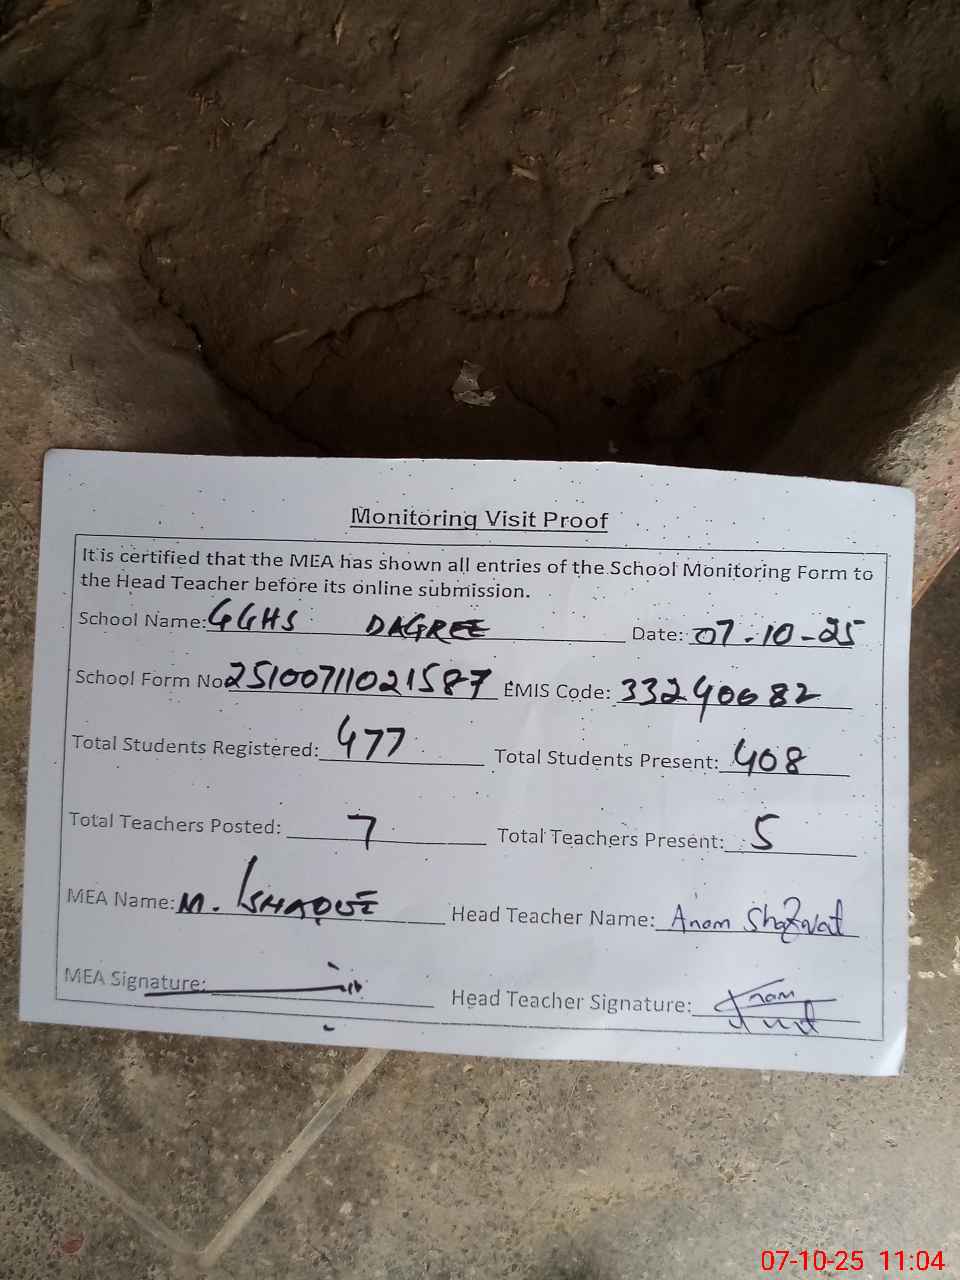 Monitoring Visit Proof
It is certified that the MEA has shown all entries of the School Monitoring Form to
the Head Teacher before its online submission.
School Name: GGHS DAGREE Date: 07-10-25
School Form No 25100711021587 EMIS Code: 33240682
Total Students Registered: 477 Total Students Present: 408
Total Teachers Posted: 7 Total Teachers Present: 5
MEA Name: M. ISHAQUE Head Teacher Name: Anam
MEA Signature: Head Teacher Signature: Anam
07-10-25 11:04